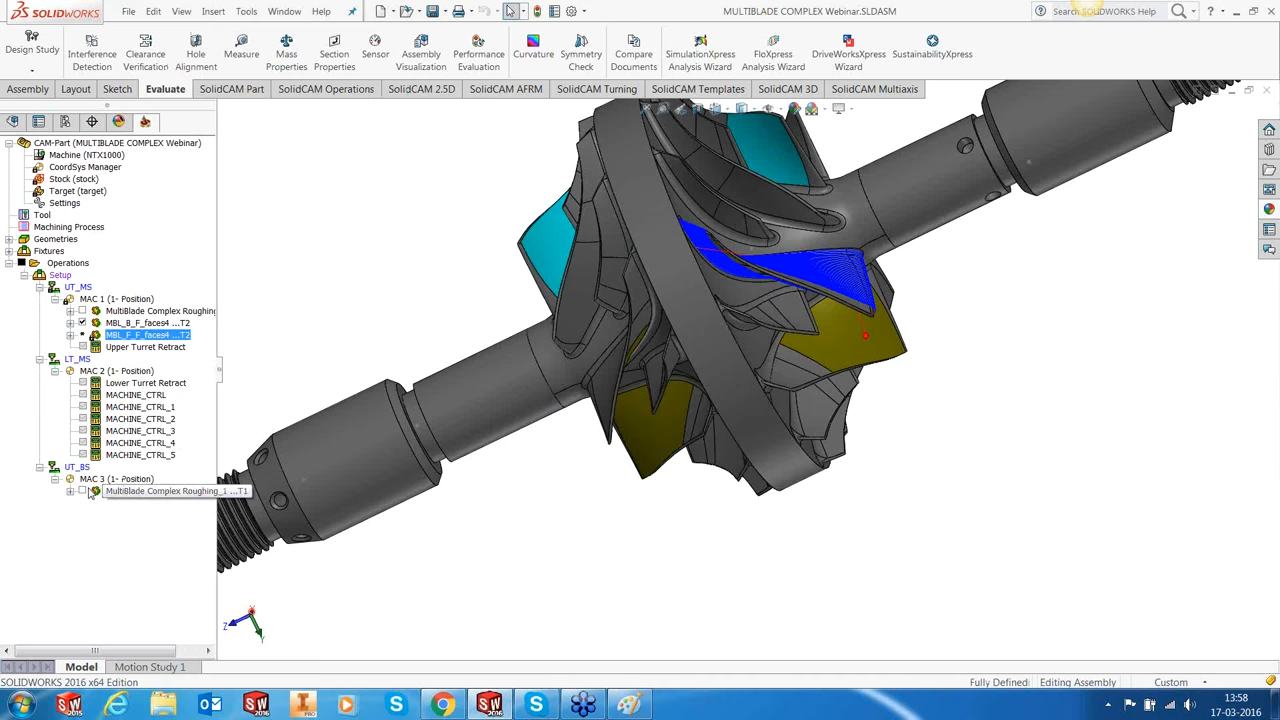 SOLIDWORKS
File Edit View Insert Tools Window Help
MULTIBLADE COMPLEX Webinar.SLDASM
Search SOLIDWORKS Help
Design Study
Interference Detection
Clearance Verification
Hole Alignment
Measure
Mass Properties
Section Properties
Sensor
Assembly Visualization
Performance Evaluation
Curvature
Symmetry Check
Compare Documents
SimulationXpress Analysis Wizard
FloXpress Analysis Wizard
DriveWorksXpress Wizard
SustainabilityXpress
Assembly Layout Sketch Evaluate SolidCAM Part SolidCAM Operations SolidCAM 2.5D SolidCAM AFRM SolidCAM Turning SolidCAM Templates SolidCAM 3D SolidCAM Multiaxis
CAM-Part (MULTIBLADE COMPLEX Webinar)
Machine (NTX1000)
CoordSys Manager
Stock (stock)
Target (target)
Settings
Tool
Machining Process
Geometries
Fixtures
Operations
Setup
UT_MS
MAC 1 (1- Position)
MultiBlade Complex Roughing
MBL_B_F_faces4 ...T2
MBL_F_F_faces4 ...T2
Upper Turret Retract
LT_MS
MAC 2 (1- Position)
Lower Turret Retract
MACHINE_CTRL
MACHINE_CTRL_1
MACHINE_CTRL_2
MACHINE_CTRL_3
MACHINE_CTRL_4
MACHINE_CTRL_5
UT_BS
MAC 3 (1- Position)
MultiBlade Complex Roughing_1 ...T1
Z
Y
Model Motion Study 1
SOLIDWORKS 2016 x64 Edition
Fully Defined Editing Assembly Custom
13:58
17-03-2016